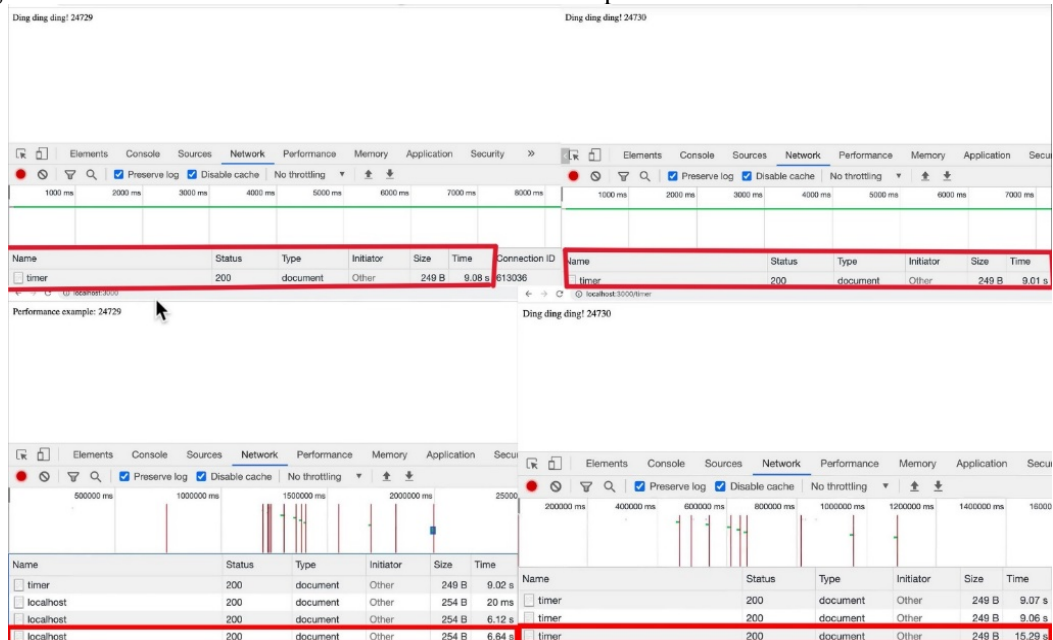 Ding ding ding! 24729
Elements Console Sources Network Performance Memory Application Security »
Preserve log Disable cache No throttling
1000 ms 2000 ms 3000 ms 4000 ms 5000 ms 6000 ms 7000 ms 8000 ms
Name Status Type Initiator Size Time Connection ID
timer 200 document Other 249 B 9.08 s 613036
localhost:3000
Ding ding ding! 24730
Elements Console Sources Network Performance Memory Application Secu
Preserve log Disable cache No throttling
1000 ms 2000 ms 3000 ms 4000 ms 5000 ms 6000 ms 7000 ms
Name Status Type Initiator Size Time
timer 200 document Other 249 B 9.01 s
localhost:3000/timer
Performance example: 24729
Elements Console Sources Network Performance Memory Application Secu
Preserve log Disable cache No throttling
500000 ms 1000000 ms 1500000 ms 2000000 ms 25000
Name Status Type Initiator Size Time
timer 200 document Other 249 B 9.02 s
localhost 200 document Other 254 B 20 ms
localhost 200 document Other 254 B 6.12 s
localhost 200 document Other 254 B 6.64 s
Ding ding ding! 24730
Elements Console Sources Network Performance Memory Application Secu
Preserve log Disable cache No throttling
200000 ms 400000 ms 600000 ms 800000 ms 1000000 ms 1200000 ms 1400000 ms 16000
Name Status Type Initiator Size Time
timer 200 document Other 249 B 9.07 s
timer 200 document Other 249 B 9.06 s
timer 200 document Other 249 B 15.29 s